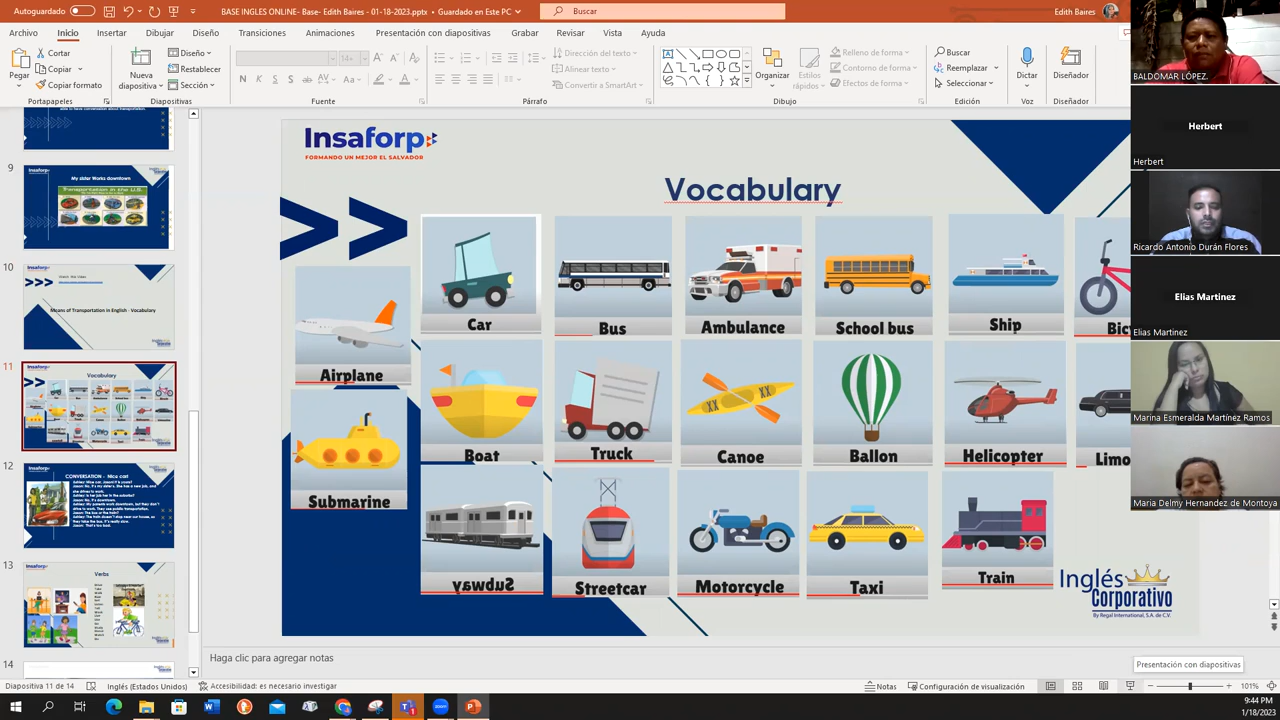 Autoguardado
BASE INGLES ONLINE- Base- Edith Baires - 01-18-2023.pptx • Guardado en Este PC
Buscar
Edith Baires
Archivo Inicio Insertar Dibujar Diseño Transiciones Animaciones Presentación con diapositivas Grabar Revisar Vista Ayuda
Pegar
Cortar
Copiar
Copiar formato
Portapapeles
Nueva diapositiva
Diseño
Restablecer
Sección
Diapositivas
14+
N K S S
Aa
Fuente
Dirección del texto
Alinear texto
Convertir a SmartArt
Párrafo
Organizar
Estilos rápidos
Relleno de forma
Contorno de forma
Efectos de forma
Dibujo
Buscar
Reemplazar
Seleccionar
Edición
Dictar
Voz
Diseñador
Diseñador
9
Insaforp
My sister Works downtown
Transportation in the U.S.
10
Means of Transportation in English - Vocabulary
11
Vocabulary
12
CONVERSATION - Nice car!
13
Verbs
14
Insaforp
FORMANDO UN MEJOR EL SALVADOR
Vocabulary
Car
Bus
Ambulance
School bus
Ship
Bicy
Airplane
Boat
Truck
Canoe
Ballon
Helicopter
Limo
Submarine
Subway
Streetcar
Motorcycle
Taxi
Train
Inglés Corporativo
By Regal International, S.A. de C.V.
BALDOMAR LÓPEZ.
Herbert
Herbert
Ricardo Antonio Durán Flores
Elias Martinez
Elias Martinez
Marina Esmeralda Martínez Ramos
Maria Delmy Hernandez de Montoya
Haga clic para agregar notas
Presentación con diapositivas
Diapositiva 11 de 14
Inglés (Estados Unidos)
Accesibilidad: es necesario investigar
Notas
Configuración de visualización
101%
9:44 PM
1/18/2023